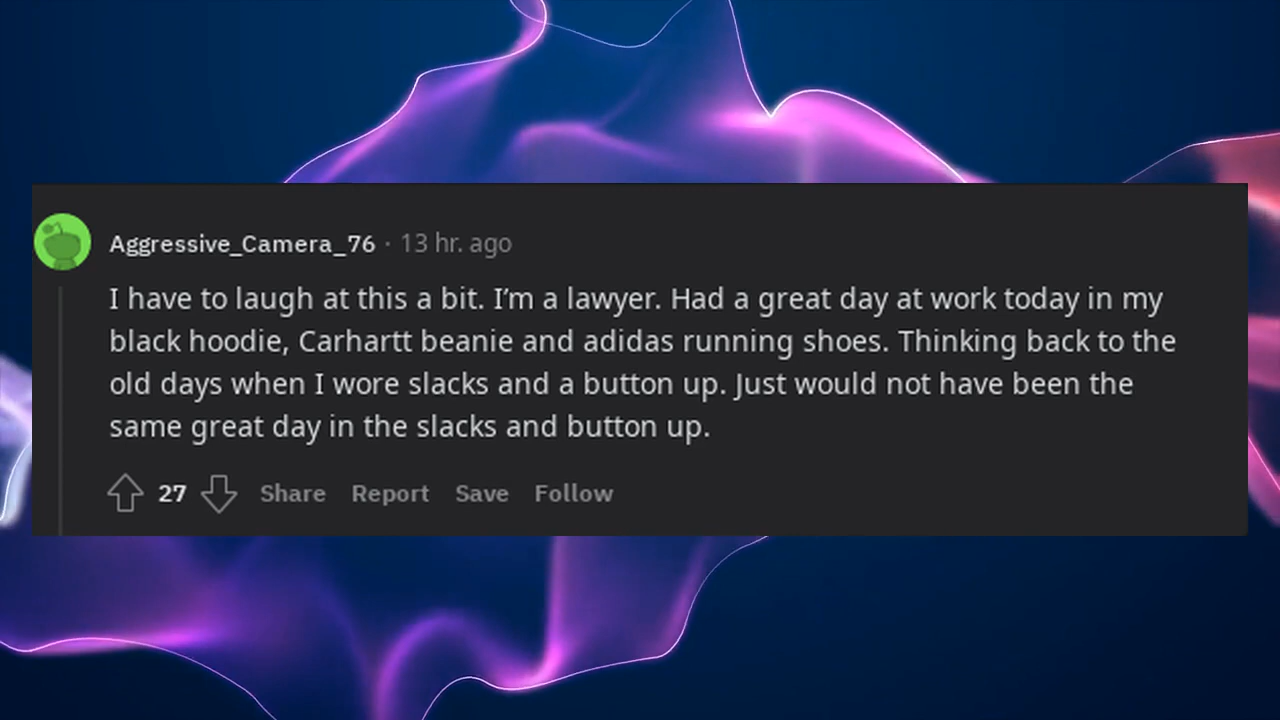 Aggressive_Camera_76 · 13 hr. ago
I have to laugh at this a bit. I’m a lawyer. Had a great day at work today in my
black hoodie, Carhartt beanie and adidas running shoes. Thinking back to the
old days when I wore slacks and a button up. Just would not have been the
same great day in the slacks and button up.
27 Share Report Save Follow